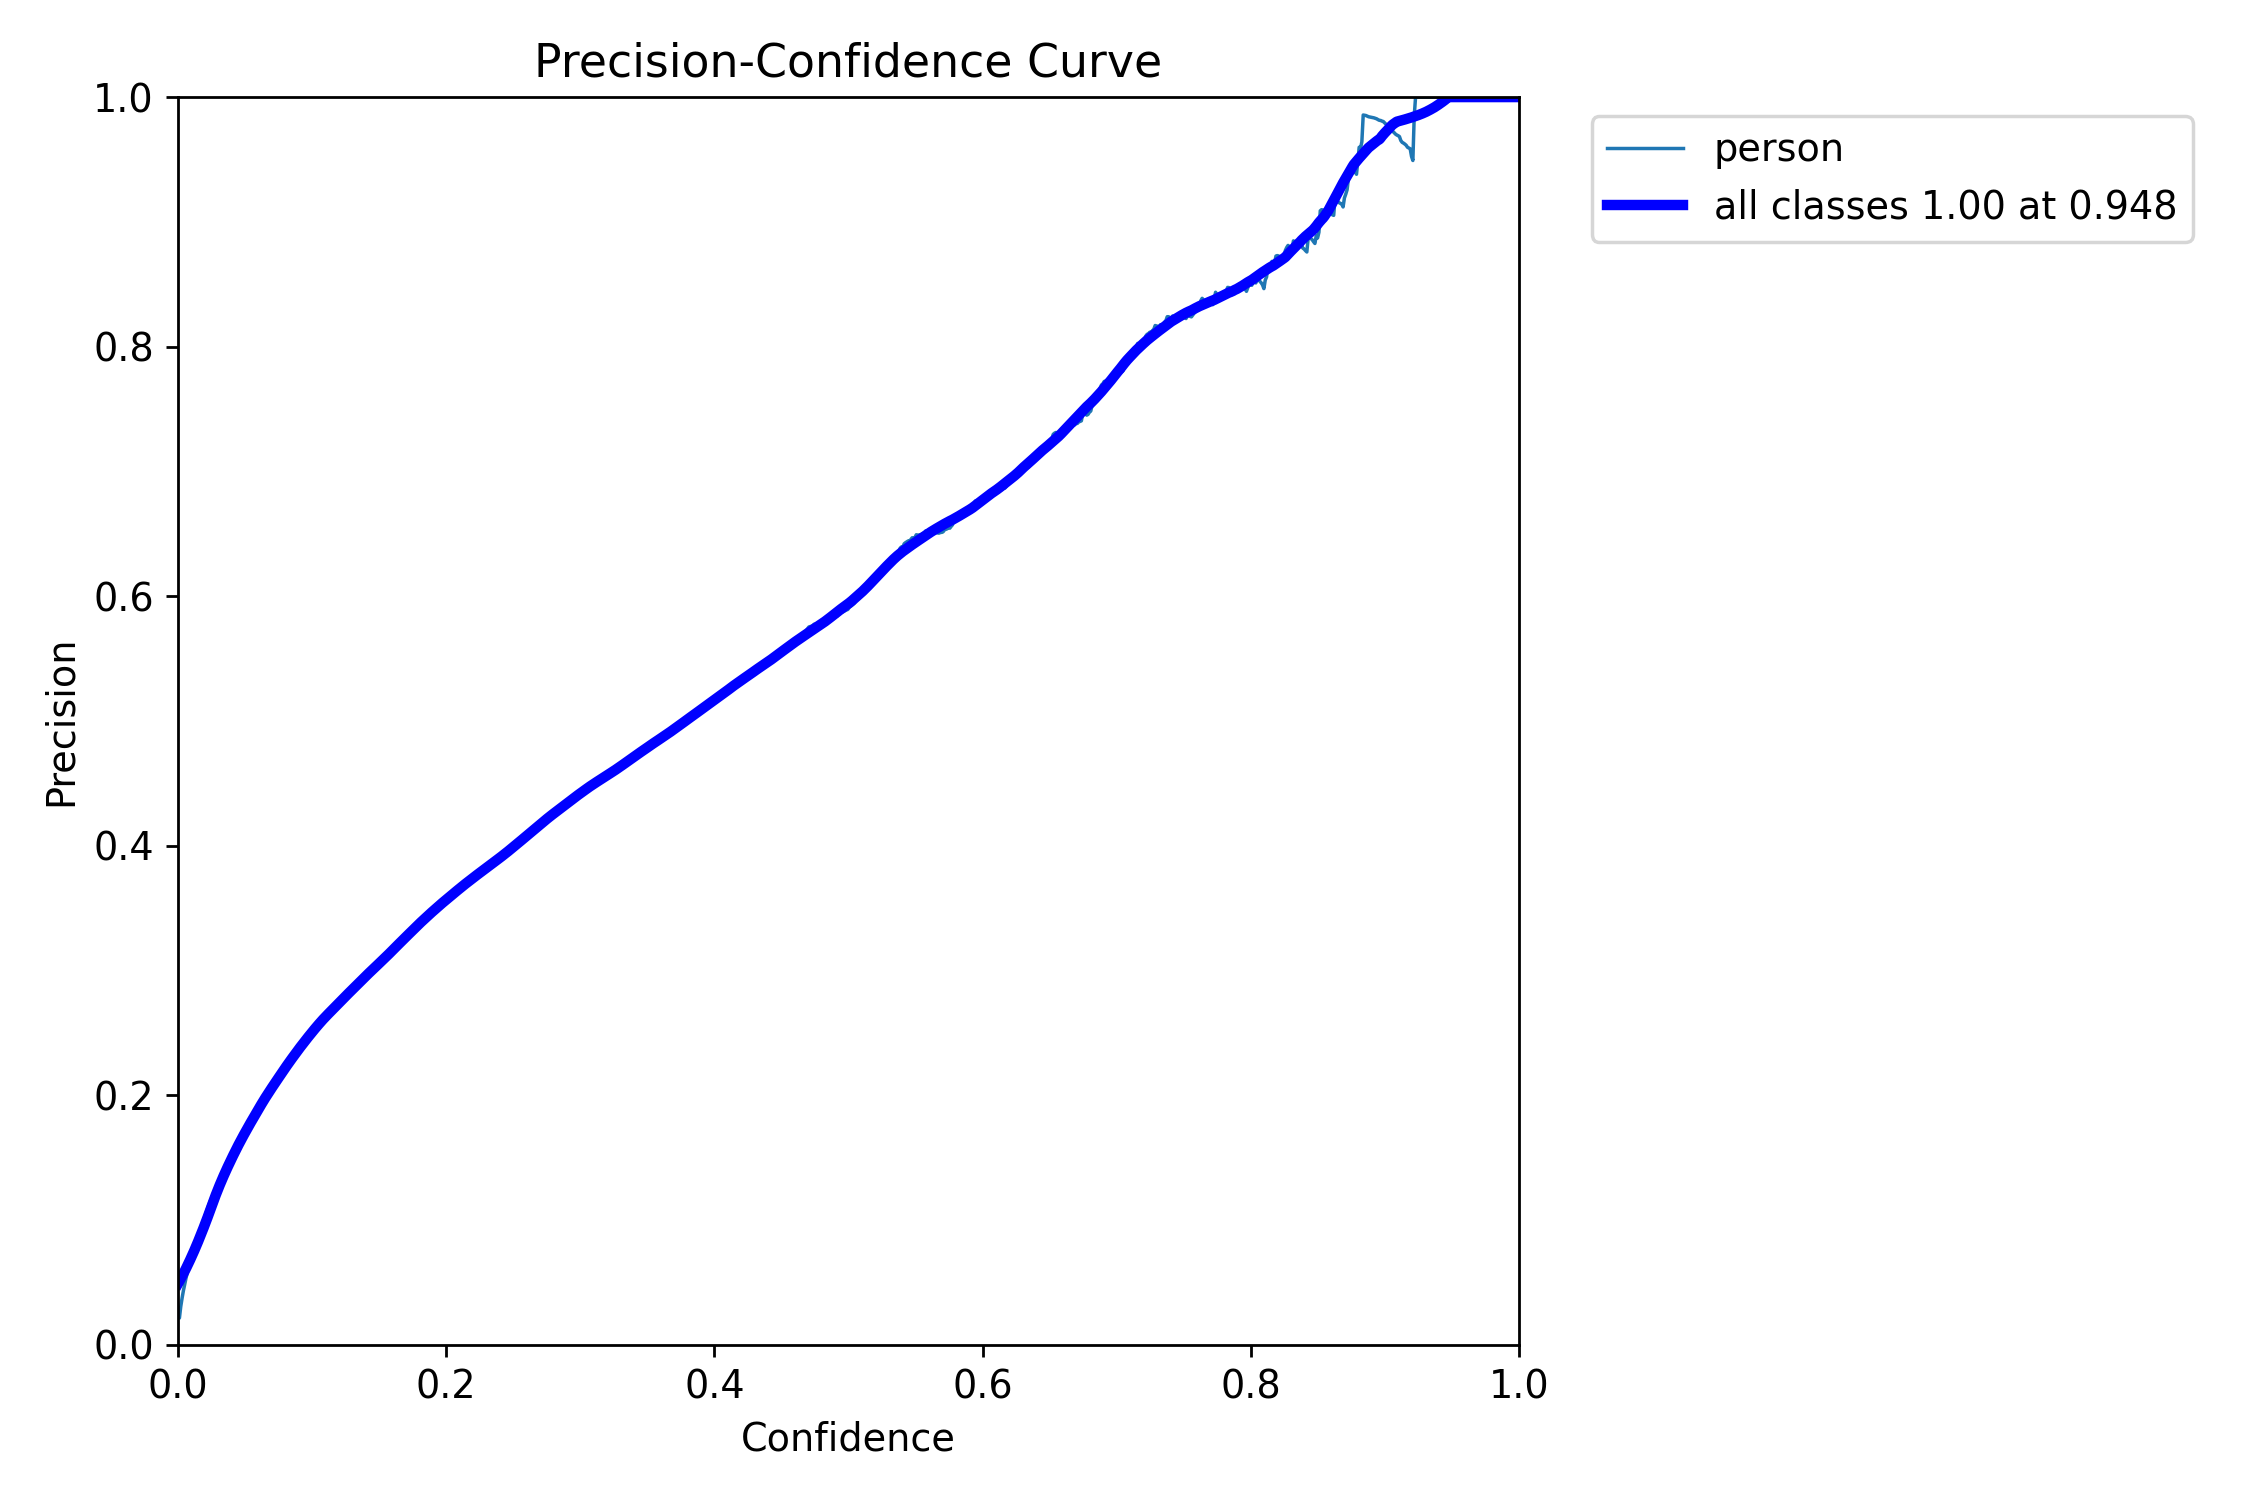 Precision-Confidence Curve
1.0
0.8
0.6
0.4
0.2
0.0
Precision
0.0 0.2 0.4 0.6 0.8 1.0
Confidence
person
all classes 1.00 at 0.948